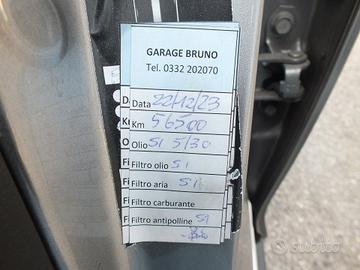 GARAGE BRUNO
Tel. 0332 202070
Data 22/12/23
Km 56500
Olio SI 5/30
Filtro olio SI
Filtro aria SI
Filtro carburante
Filtro antipolline SI
subito